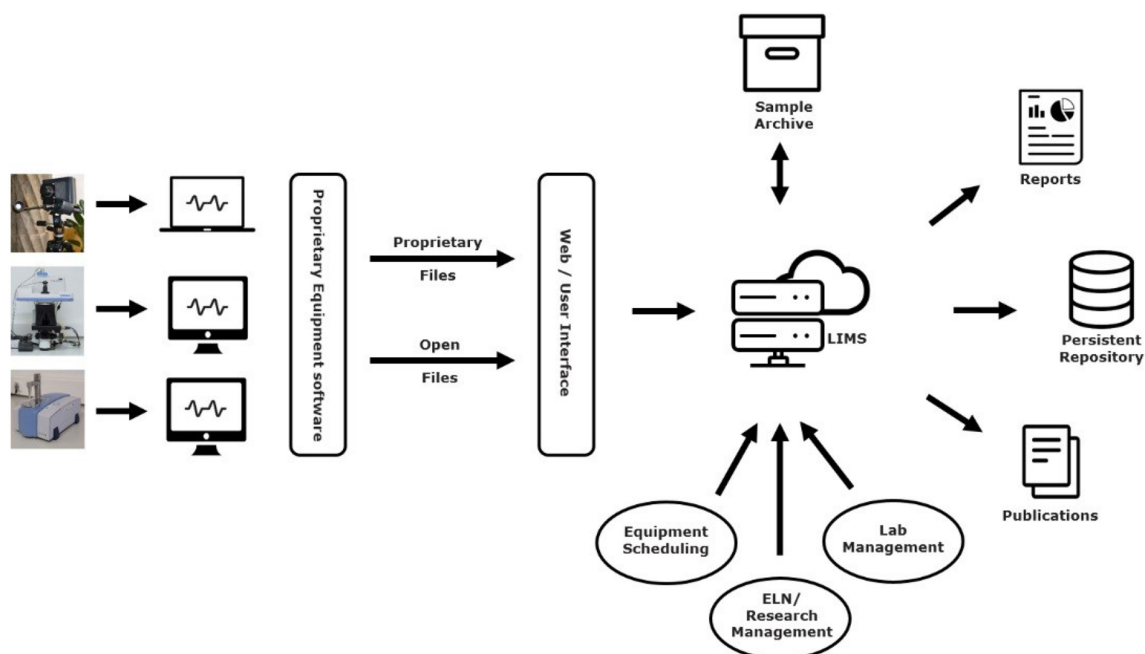 Proprietary Equipment software
Proprietary
Files
Open
Files
Web / User Interface
Sample
Archive
LIMS
Reports
Persistent
Repository
Publications
Equipment
Scheduling
ELN/
Research
Management
Lab
Management